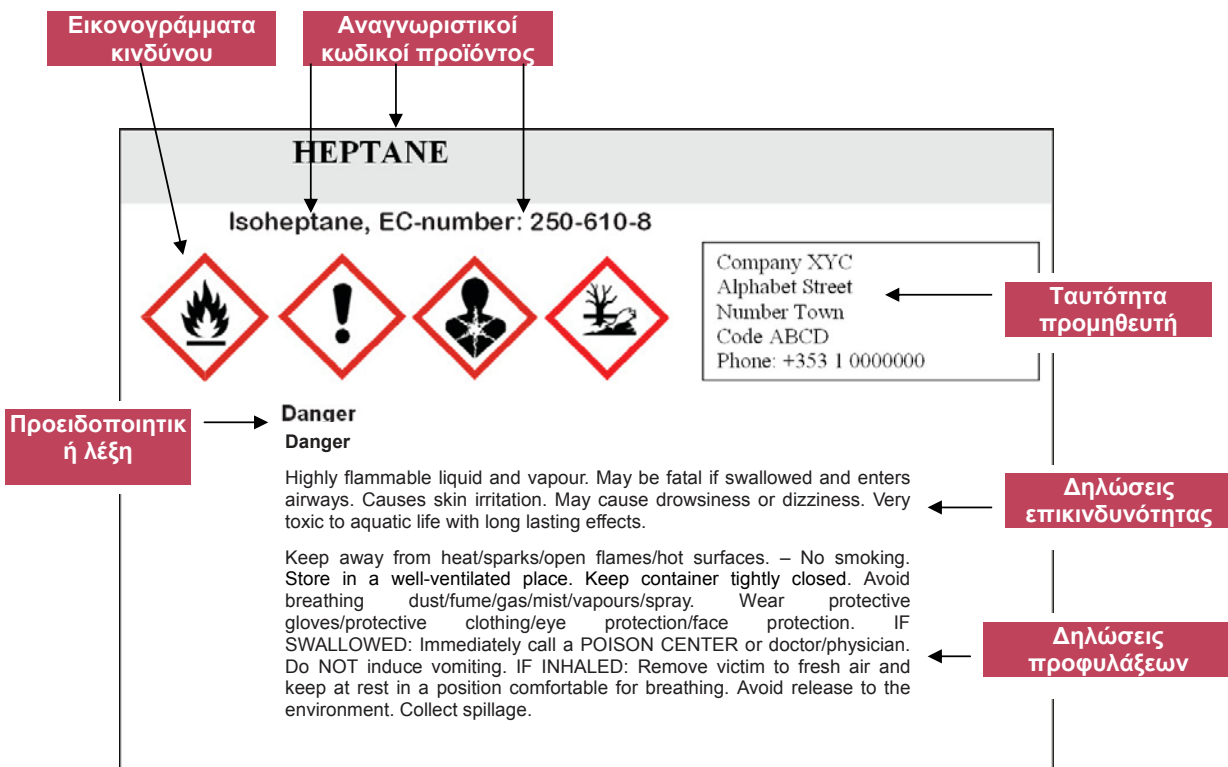 Εικονογράμματα
κινδύνου
Αναγνωριστικοί
κωδικοί προϊόντος
HEPTANE
Isoheptane, EC-number: 250-610-8
Company XYC
Alphabet Street
Number Town
Code ABCD
Phone: +353 1 0000000
Ταυτότητα
προμηθευτή
Προειδοποιητικ
ή λέξη
Danger
Danger
Highly flammable liquid and vapour. May be fatal if swallowed and enters
airways. Causes skin irritation. May cause drowsiness or dizziness. Very
toxic to aquatic life with long lasting effects.
Δηλώσεις
επικινδυνότητας
Keep away from heat/sparks/open flames/hot surfaces. – No smoking.
Store in a well-ventilated place. Keep container tightly closed. Avoid
breathing dust/fume/gas/mist/vapours/spray. Wear protective
gloves/protective clothing/eye protection/face protection. IF
SWALLOWED: Immediately call a POISON CENTER or doctor/physician.
Do NOT induce vomiting. IF INHALED: Remove victim to fresh air and
keep at rest in a position comfortable for breathing. Avoid release to the
environment. Collect spillage.
Δηλώσεις
προφυλάξεων